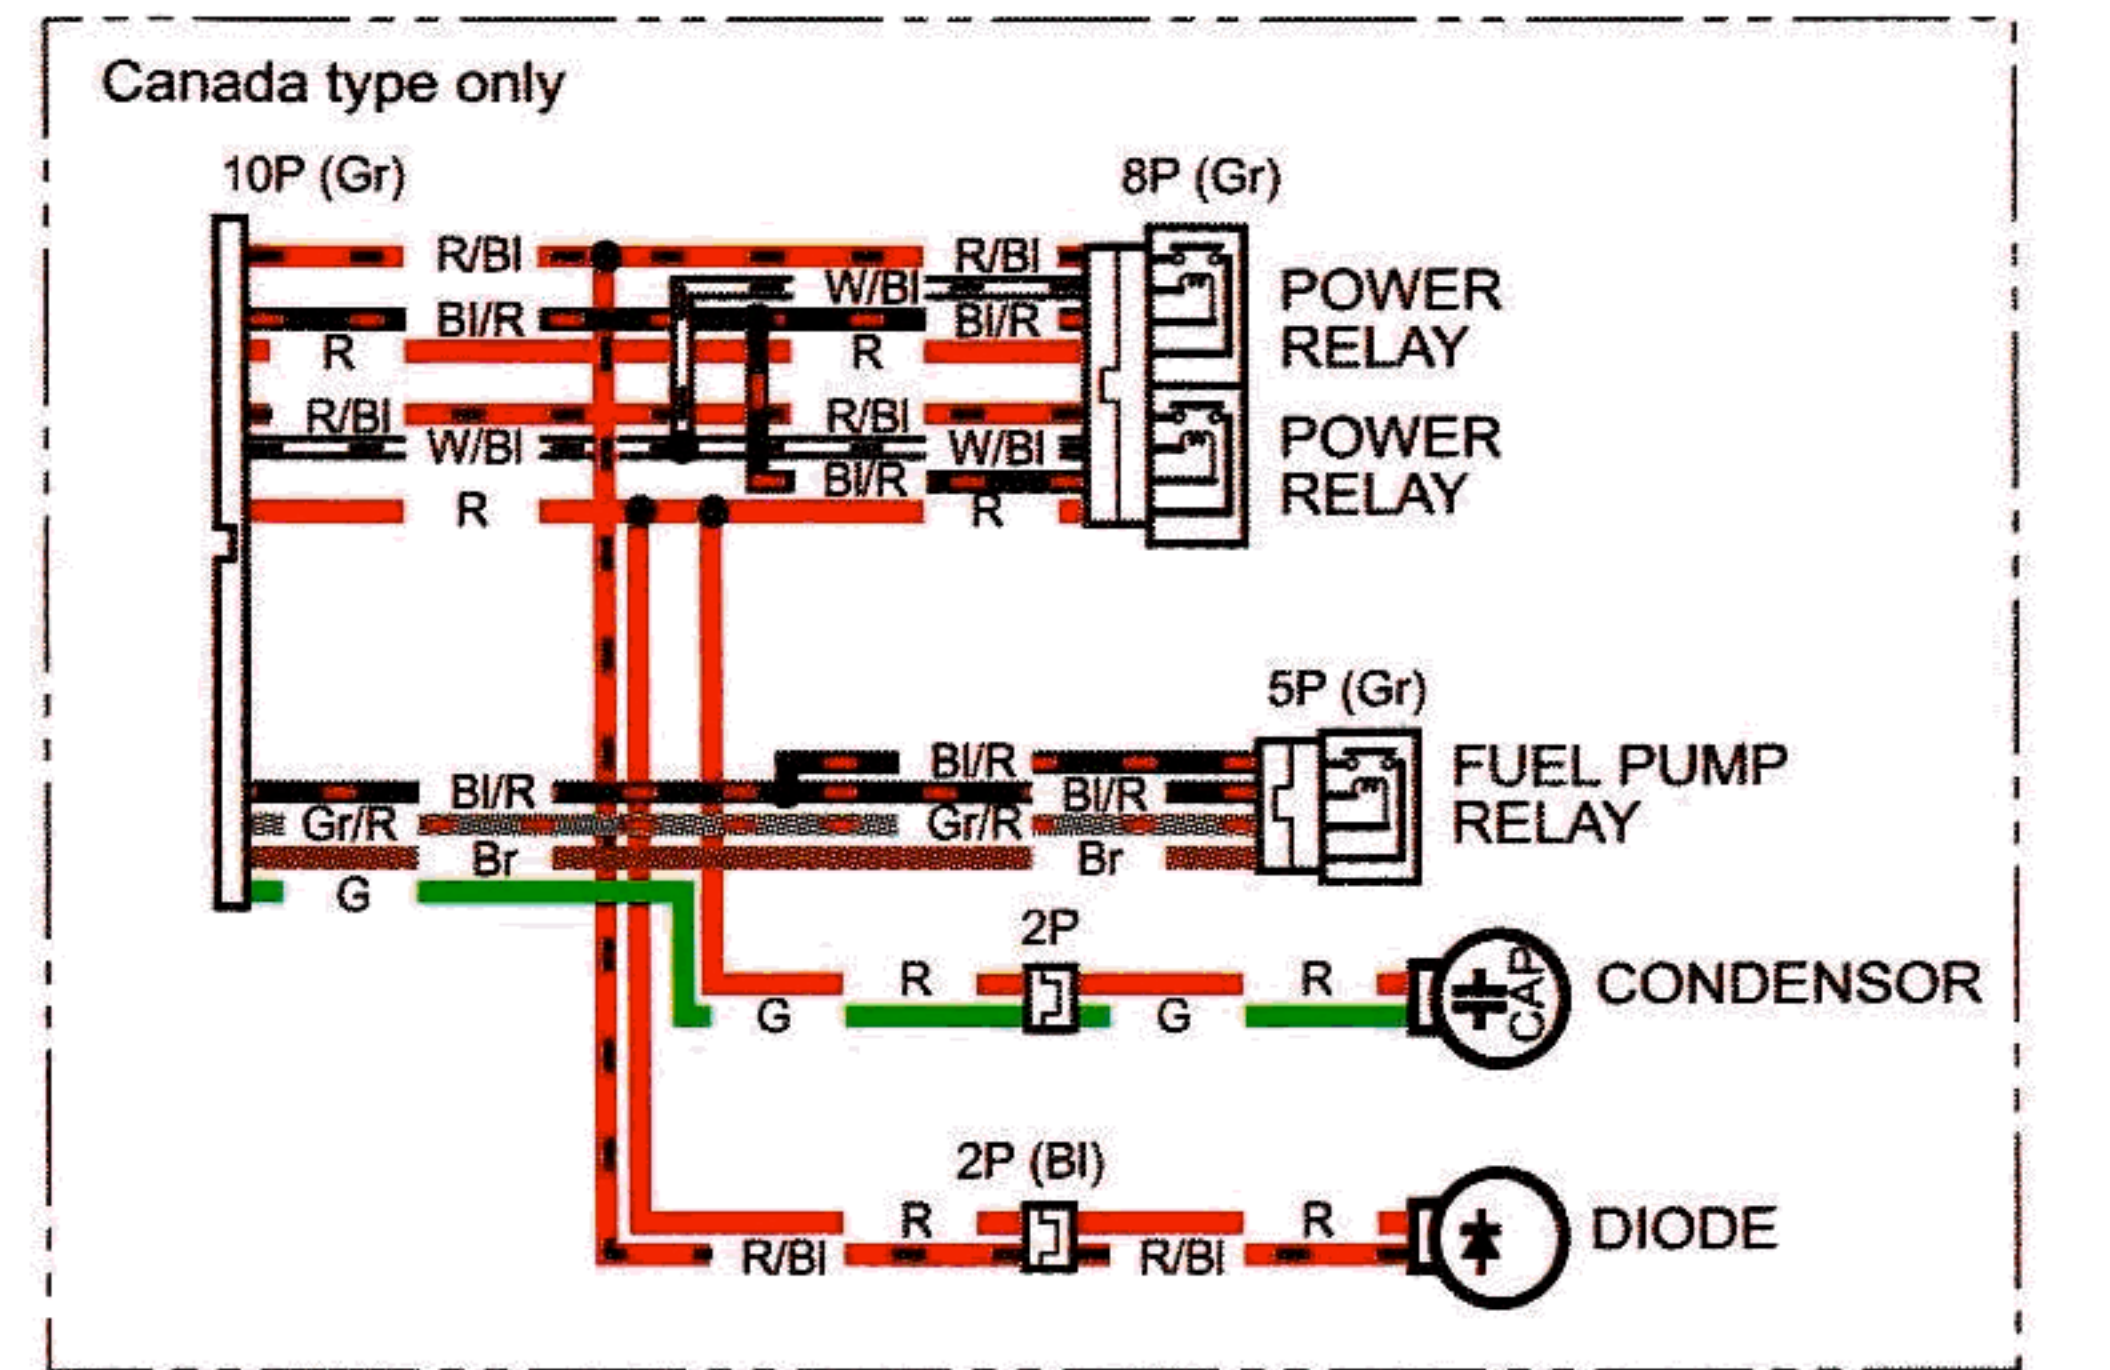 Canada type only
10P (Gr)
8P (Gr)
R/Bl
R/Bl
W/Bl
Bl/R
Bl/R
R
R
POWER
RELAY
R/Bl
R/Bl
W/Bl
W/Bl
Bl/R
R
R
POWER
RELAY
5P (Gr)
Bl/R
Bl/R
Bl/R
Gr/R
Gr/R
Br
Br
G
FUEL PUMP
RELAY
2P
R
R
G
G
CAP
CONDENSOR
2P (Bl)
R
R
R/Bl
R/Bl
DIODE